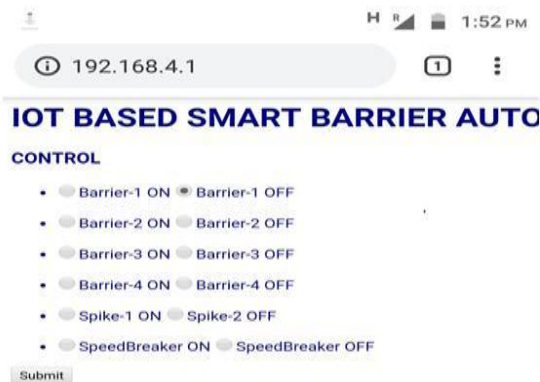 H R 1:52 PM
192.168.4.1 1
IOT BASED SMART BARRIER AUTO
CONTROL
Barrier-1 ON Barrier-1 OFF
Barrier-2 ON Barrier-2 OFF
Barrier-3 ON Barrier-3 OFF
Barrier-4 ON Barrier-4 OFF
Spike-1 ON Spike-2 OFF
SpeedBreaker ON SpeedBreaker OFF
Submit